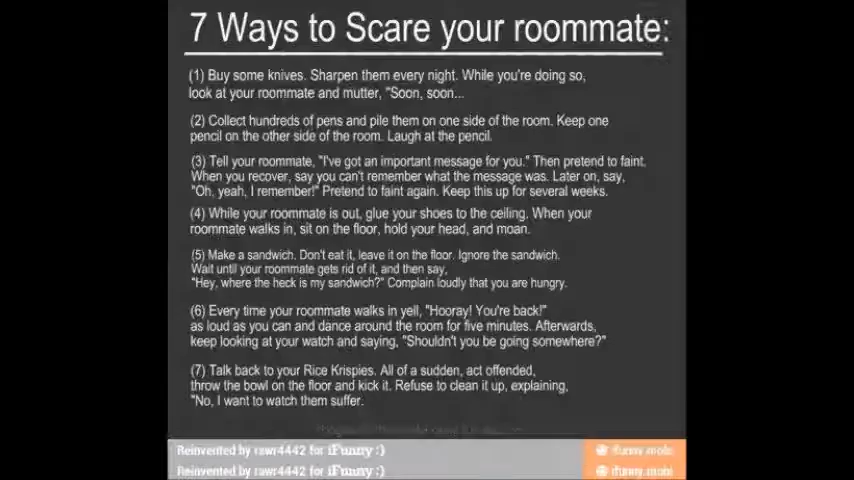 7 Ways to Scare your roommate:
(1) Buy some knives. Sharpen them every night. While you're doing so,
look at your roommate and mutter, "Soon, soon...
(2) Collect hundreds of pens and pile them on one side of the room. Keep one
pencil on the other side of the room. Laugh at the pencil.
(3) Tell your roommate, "I've got an important message for you." Then pretend to faint.
When you recover, say you can't remember what the message was. Later on, say,
"Oh, yeah, I remember!" Pretend to faint again. Keep this up for several weeks.
(4) While your roommate is out, glue your shoes to the ceiling. When your
roommate walks in, sit on the floor, hold your head, and moan.
(5) Make a sandwich. Don't eat it, leave it on the floor. Ignore the sandwich.
Wait until your roommate gets rid of it, and then say,
"Hey, where the heck is my sandwich?" Complain loudly that you are hungry.
(6) Every time your roommate walks in yell, "Hooray! You're back!"
as loud as you can and dance around the room for five minutes. Afterwards,
keep looking at your watch and saying, "Shouldn't you be going somewhere?"
(7) Talk back to your Rice Krispies. All of a sudden, act offended,
throw the bowl on the floor and kick it. Refuse to clean it up, explaining,
"No, I want to watch them suffer.
Reinvented by rawr4442 for iFunny :)
ifunny.mobi
Reinvented by rawr4442 for iFunny :)
ifunny.mobi